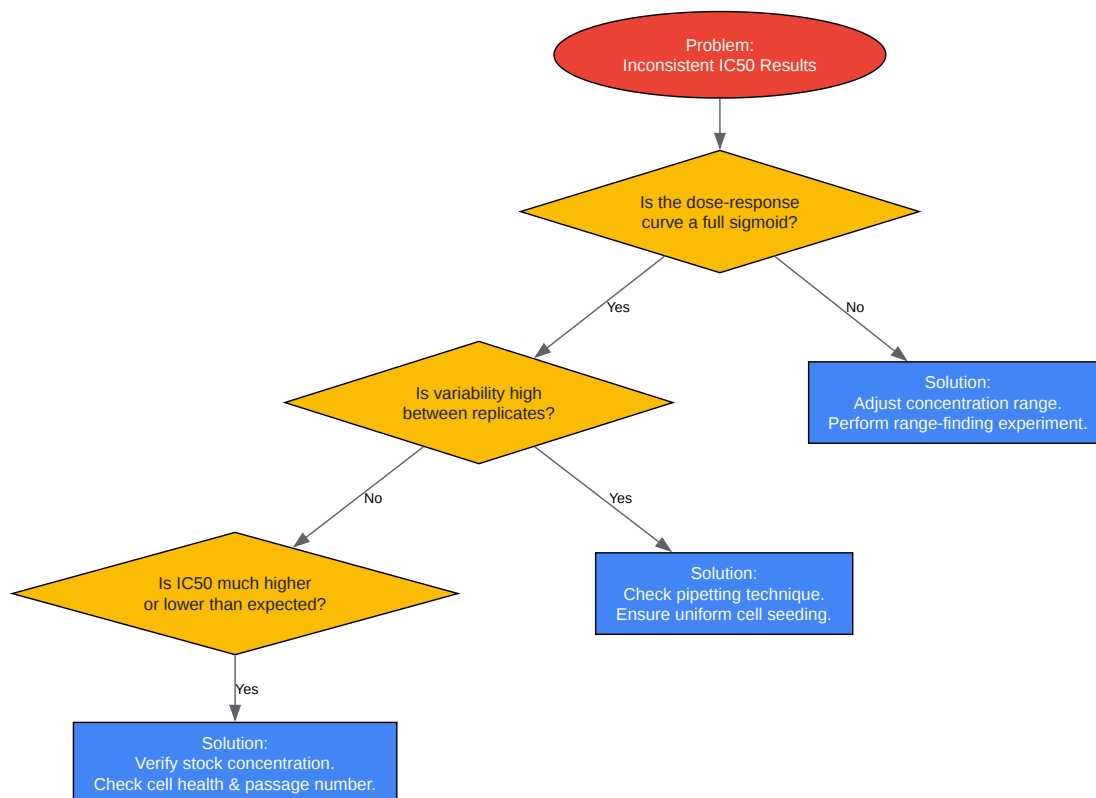 Problem:
Inconsistent IC50 Results
Is the dose-response
curve a full sigmoid?
Yes
No
Is variability high
between replicates?
Solution:
Adjust concentration range.
Perform range-finding experiment.
No
Yes
Is IC50 much higher
or lower than expected?
Solution:
Check pipetting technique.
Ensure uniform cell seeding.
Yes
Solution:
Verify stock concentration.
Check cell health & passage number.